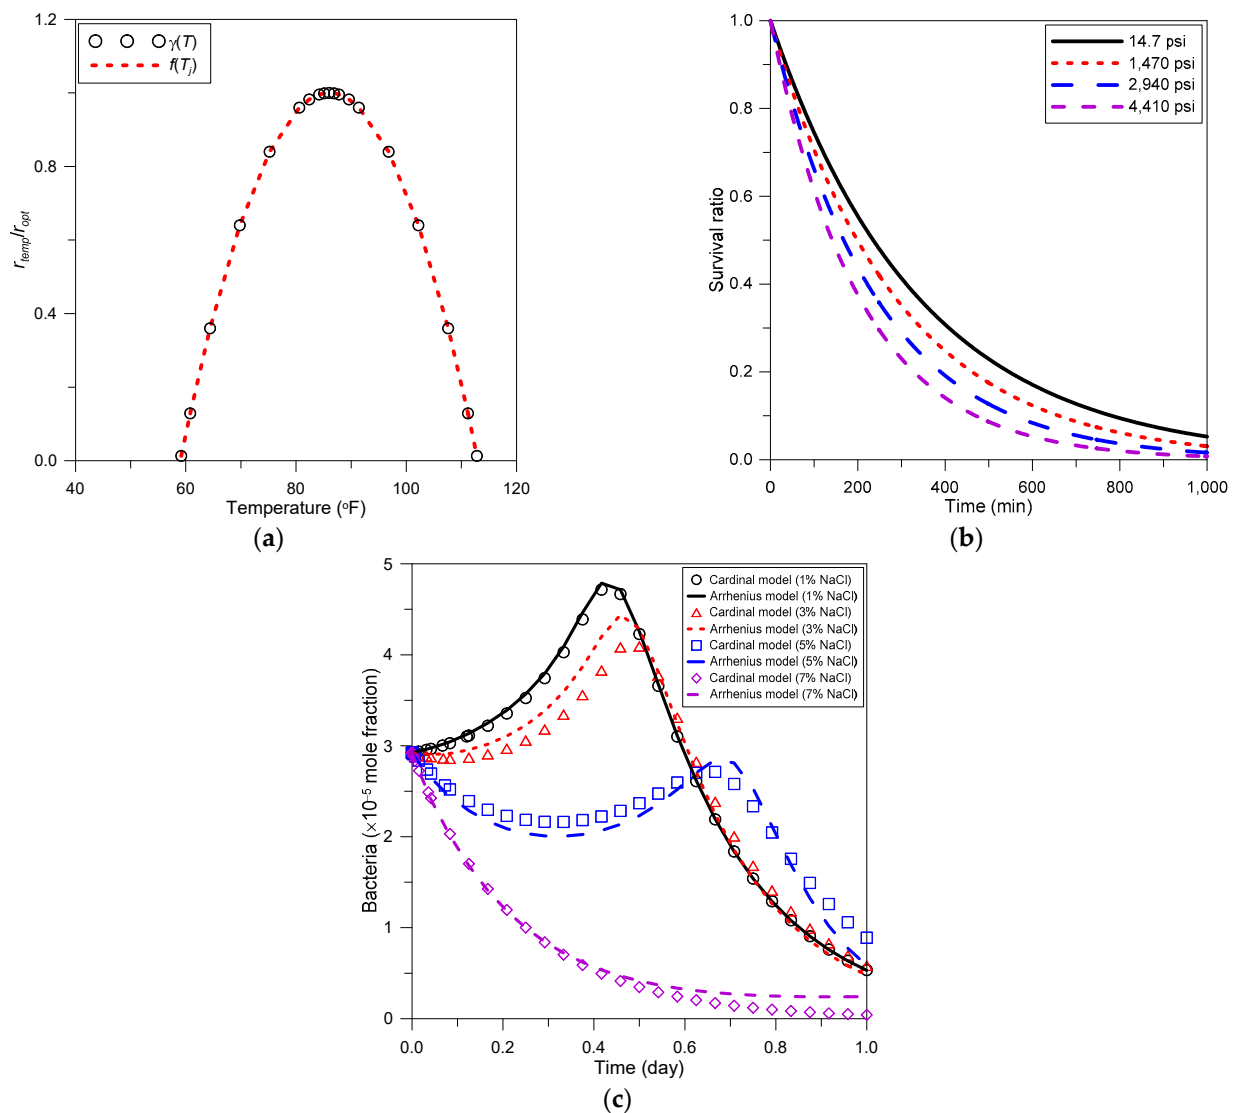 1.2
0.8
0.4
0.0
40
60
80
100
120
γ(T)
f(Tj)
rtemp/ropt
Temperature (oF)
(a)
1.0
0.8
0.6
0.4
0.2
0.0
0
200
400
600
800
1,000
14.7 psi
1,470 psi
2,940 psi
4,410 psi
Survival ratio
Time (min)
(b)
5
4
3
2
1
0
0.0
0.2
0.4
0.6
0.8
1.0
Cardinal model (1% NaCl)
Arrhenius model (1% NaCl)
Cardinal model (3% NaCl)
Arrhenius model (3% NaCl)
Cardinal model (5% NaCl)
Arrhenius model (5% NaCl)
Cardinal model (7% NaCl)
Arrhenius model (7% NaCl)
Bacteria (×10⁻⁵ mole fraction)
Time (day)
(c)